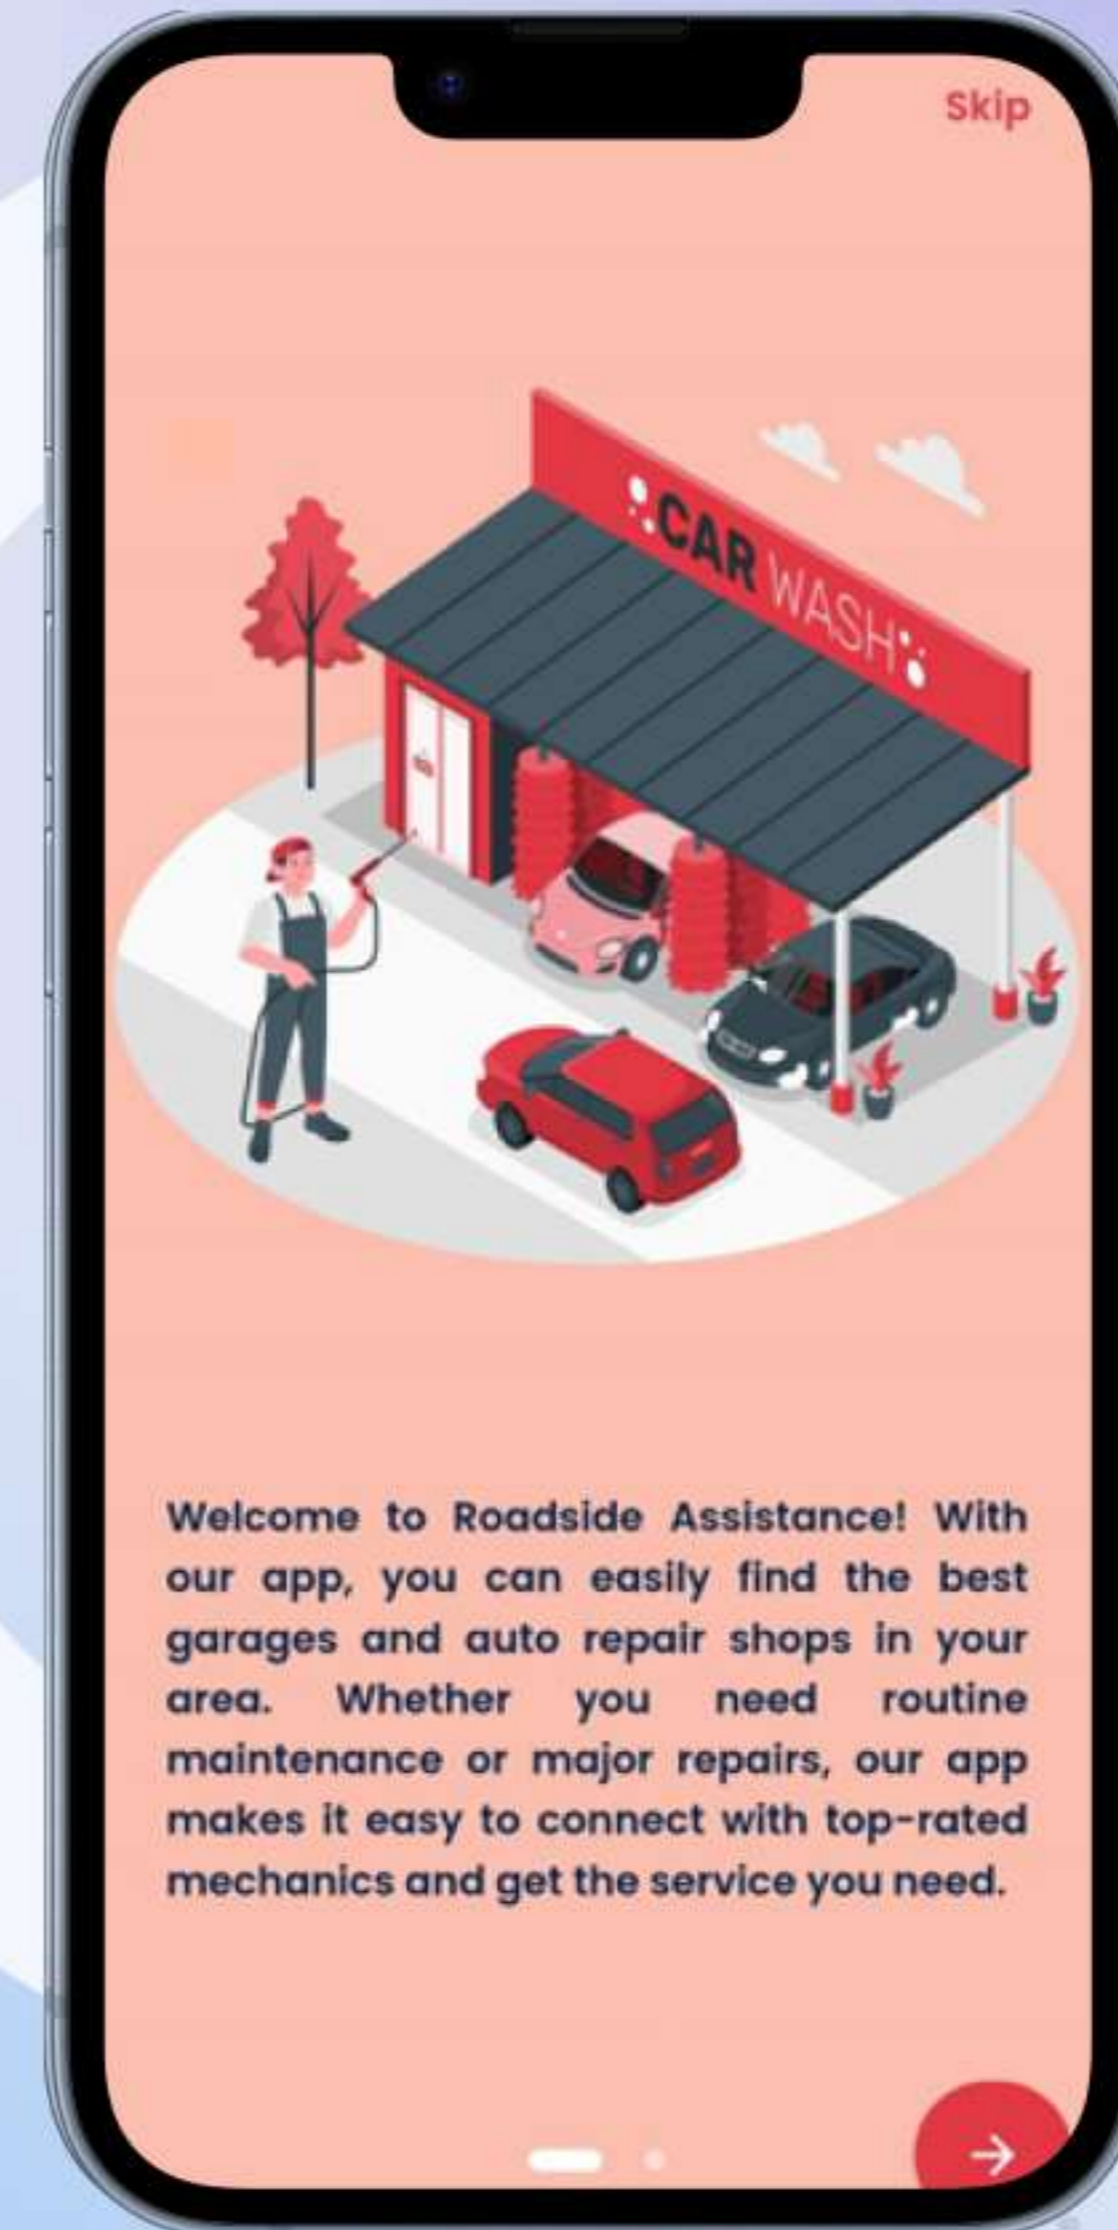 Skip
CAR WASH
Welcome to Roadside Assistance! With
our app, you can easily find the best
garages and auto repair shops in your
area. Whether you need routine
maintenance or major repairs, our app
makes it easy to connect with top-rated
mechanics and get the service you need.